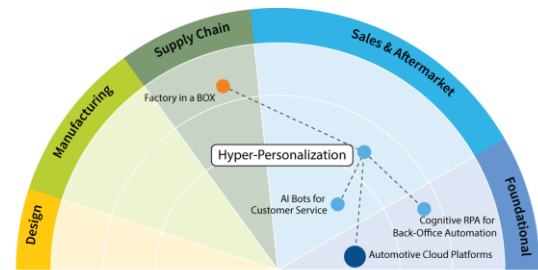 Supply Chain
Sales & Aftermarket
Manufacturing
Factory in a BOX
Hyper-Personalization
Design
AI Bots for
Customer Service
Cognitive RPA for
Back-Office Automation
Automotive Cloud Platforms
Foundational